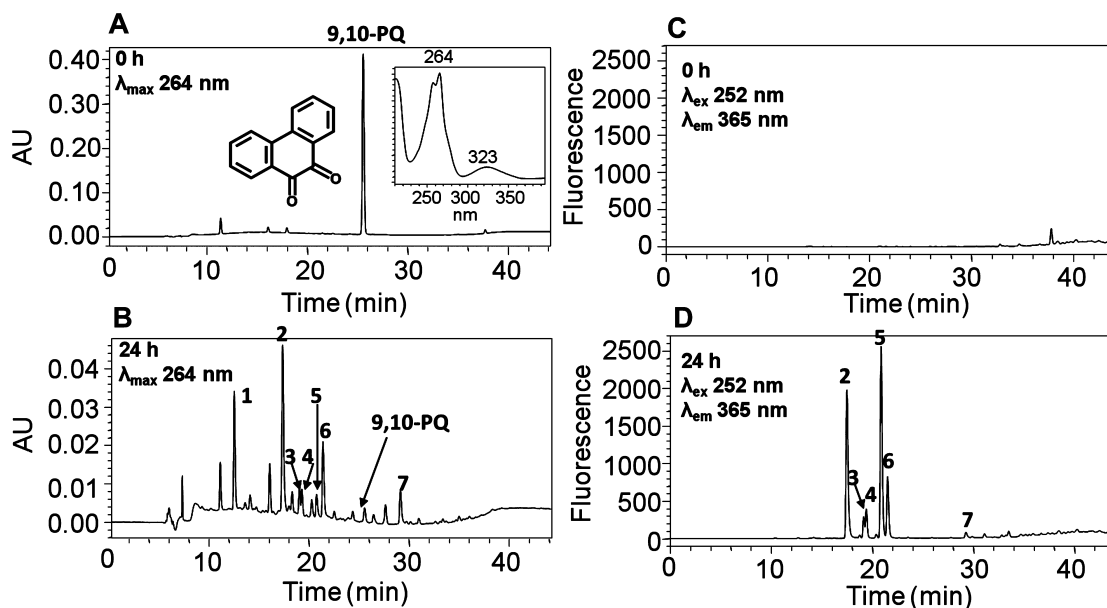 A
9,10-PQ
0 h
λmax 264 nm
264
323
250 300 350
nm
O
O
0.40
0.30
0.20
0.10
0.00
AU
0 10 20 30 40
Time (min)
B
24 h
λmax 264 nm
1
2
3
4
5
6
9,10-PQ
7
0.04
0.03
0.02
0.01
0.00
AU
0 10 20 30 40
Time (min)
C
0 h
λex 252 nm
λem 365 nm
2500
2000
1500
1000
500
0
Fluorescence
0 10 20 30 40
Time (min)
D
24 h
λex 252 nm
λem 365 nm
2
3
4
5
6
7
2500
2000
1500
1000
500
0
Fluorescence
0 10 20 30 40
Time (min)